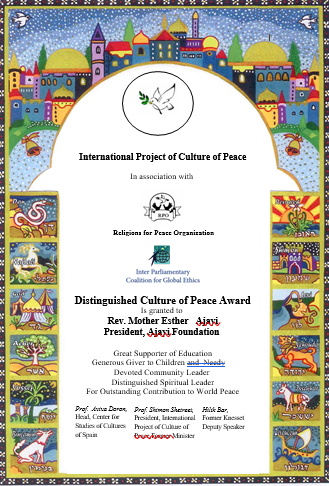 International Project of Culture of Peace
In association with
RPO
Religions for Peace Organization
Inter Parliamentary
Coalition for Global Ethics
Distinguished Culture of Peace Award
Is granted to
Rev. Mother Esther Ajayi,
President, Ajayi Foundation
Great Supporter of Education
Generous Giver to Children and Needy
Devoted Community Leader
Distinguished Spiritual Leader
For Outstanding Contribution to World Peace
Prof. Aviva Doran,
Head, Center for
Studies of Cultures
of Spain
Prof. Shimon Shetreet,
President, International
Project of Culture of
Peace, Former Minister
Hilik Bar,
Former Knesset
Deputy Speaker